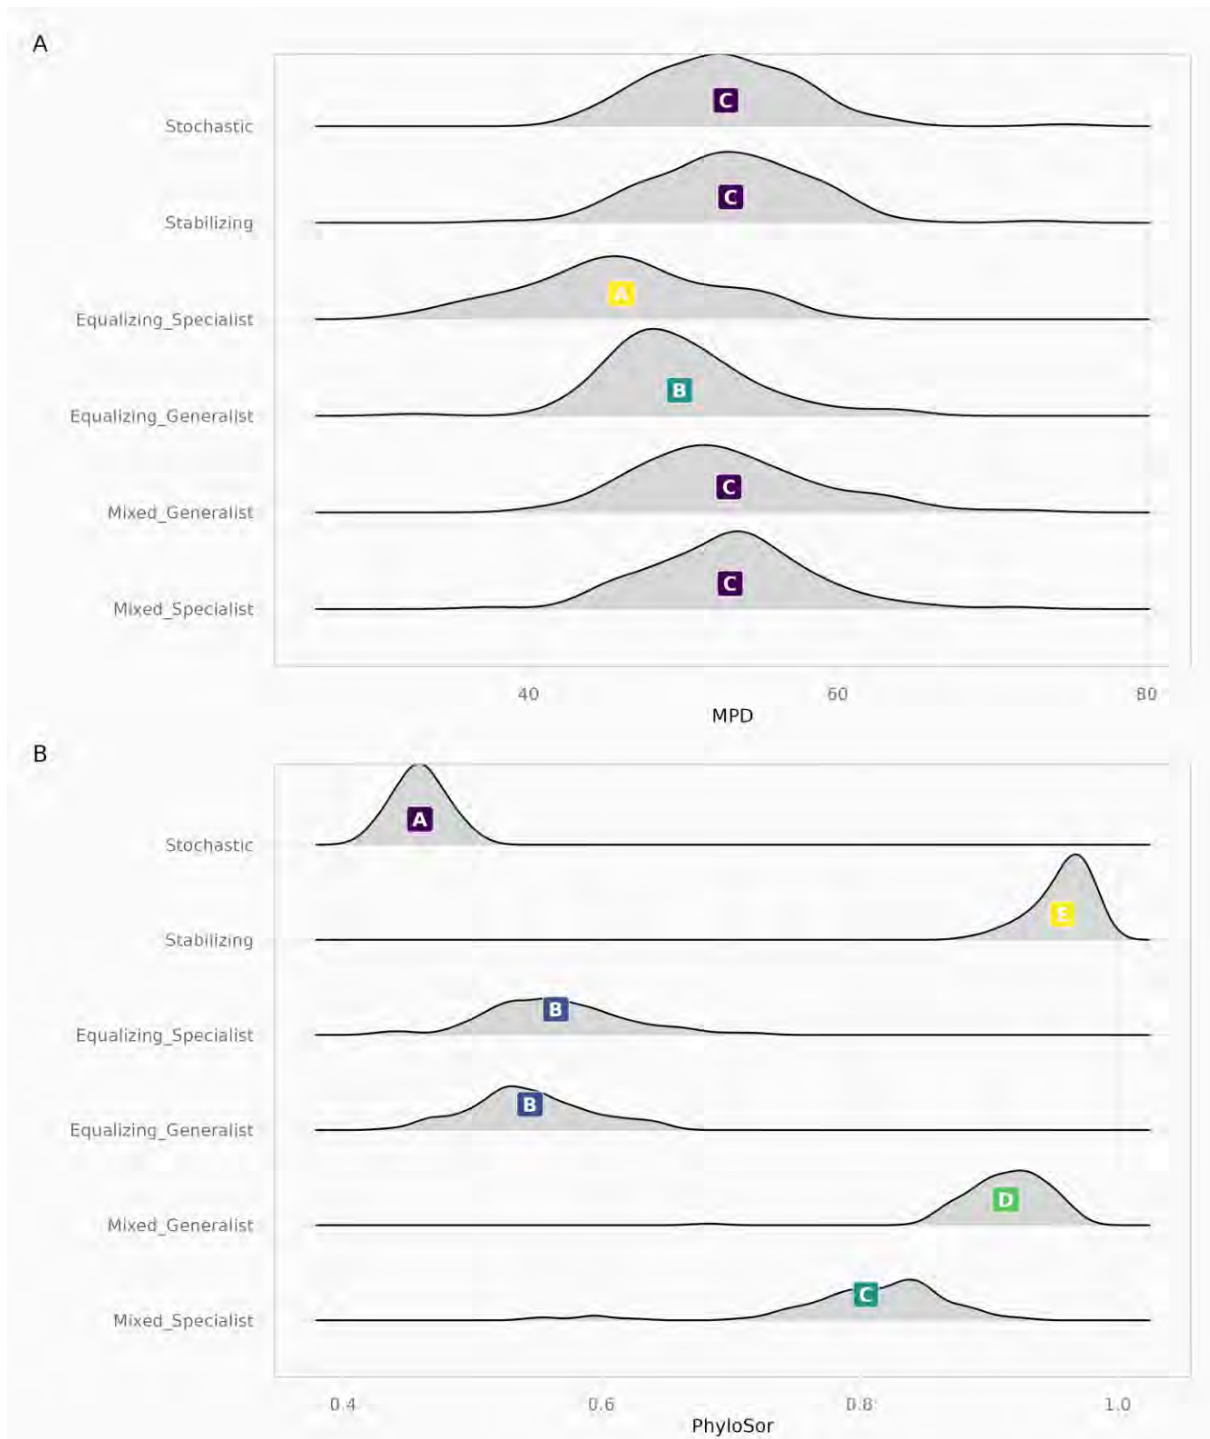 A
Stochastic
C
Stabilizing
C
Equalizing_Specialist
A
Equalizing_Generalist
B
Mixed_Generalist
C
Mixed_Specialist
C
40 60 80
MPD
B
Stochastic
A
Stabilizing
E
Equalizing_Specialist
B
Equalizing_Generalist
B
Mixed_Generalist
D
Mixed_Specialist
C
0.4 0.6 0.8 1.0
PhyloSor